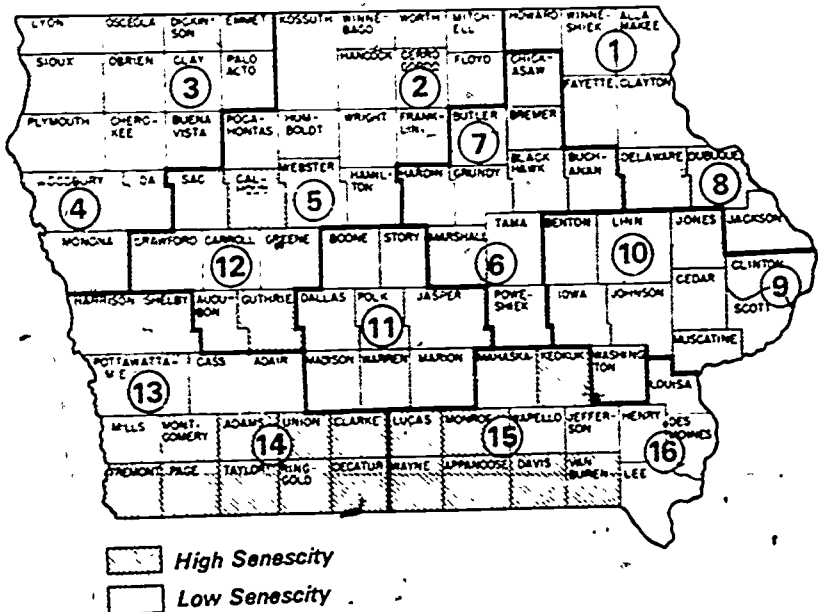 LYON OSCEOLA DICKIN-SON EMMET KOSSUTH WINNE-BAGO WORTH MITCH-ELL HOWARD WINNE-SHIEK ALLA MAKEE
1
SIOUX OBRIEN CLAY PALO ACTO HANCOCK CERRO GORDO FLOYD CHICK-ASAW
3 2
FAYETTE CLAYTON
PLYMOUTH CHERO-KEE BUENA VISTA POCA-HONTAS HUM-BOLDT WRIGHT FRANK-LIN BUTLER BREMER
7
WOODBURY IDA SAC CAL-HOUN WEBSTER HAMIL-TON HARDIN GRUNDY BLACK HAWK BUCH-ANAN DELAWARE DUBUQUE
4 5 8
MONONA CRAWFORD CARROLL GREENE BOONE STORY MARSHALL TAMA BENTON LINN JONES JACKSON
12 6 10
CLINTON
HARRISON SHELBY AUDU-BON GUTHRIE DALLAS POLK JASPER POWE-SHIEK IOWA JOHNSON CEDAR
9
SCOTT
11
MUSCATINE
POTTAWATTA-MIE CASS ADAIR MADISON WARREN MARION MAHASKA KEOKUK WASHING TON LOUISA
13
MILLS MONT-GOMERY ADAMS UNION CLARKE LUCAS MONROE WAPELLO JEFFER-SON HENRY DES MOINES
14 15 16
FREMONT PAGE TAYLOR RING-GOLD DECATUR WAYNE APPANOOSE DAVIS VAN BUREN LEE
High Senescity
Low Senescity